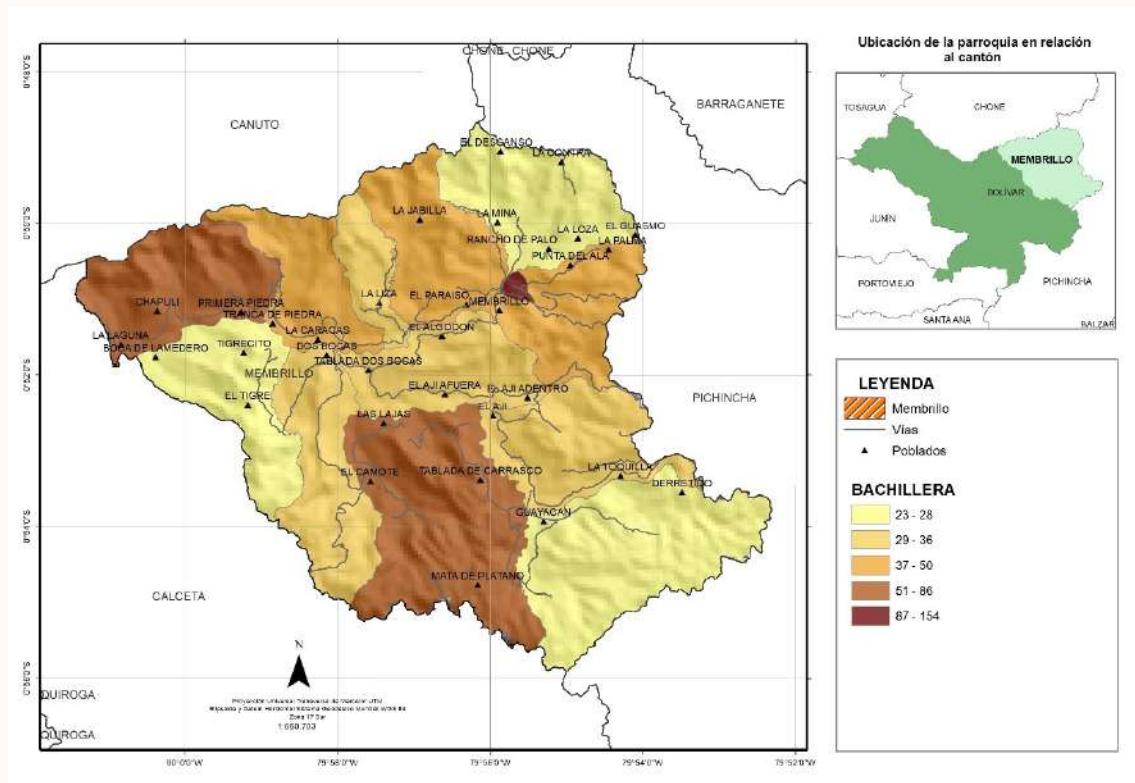 CHONE CHONE
BARRAGANETE
CANUTO
EL DESCANSO
LA JABILLA
LA MINA
LA LOZA
EL GUASMO
RANCHO DE PALO
LA PALMA
PUNTA DEL ALA
LA LIZA
EL PARAISO
MEMBRILLO
CHAPULI
PRIMERA PIEDRA
TRANCA DE PIEDRA
LA CARACAS
EL ALGODON
LA LAGUNA
BOCA DE LAMEDERO
TIGRECITO
DOS BOCAS
TABLADA DOS BOCAS
MEMBRILLO
EL TIGRE
EL AJI AFUERA
EL AJI ADENTRO
PICHINCHA
LAS LAJAS
EL AJI
EL CAMOTE
TABLADA DE CARRASCO
LA TOQUILLA
DERRETIDO
GUAYACAN
MATA DE PLATANO
CALCETA
N
Zona 17 Sur
QUIROGA
QUIROGA
80°0'0"W
79°58'0"W
79°56'0"W
79°54'0"W
79°52'0"W
Ubicación de la parroquia en relación
al cantón
TOSAGUA
CHONE
MEMBRILLO
BOLÍVAR
JUNÍN
PORTOVIEJO
PICHINCHA
SANTA ANA
BALZAR
LEYENDA
Membrillo
Vías
Poblados
BACHILLERA
23 - 28
29 - 36
37 - 50
51 - 86
87 - 154